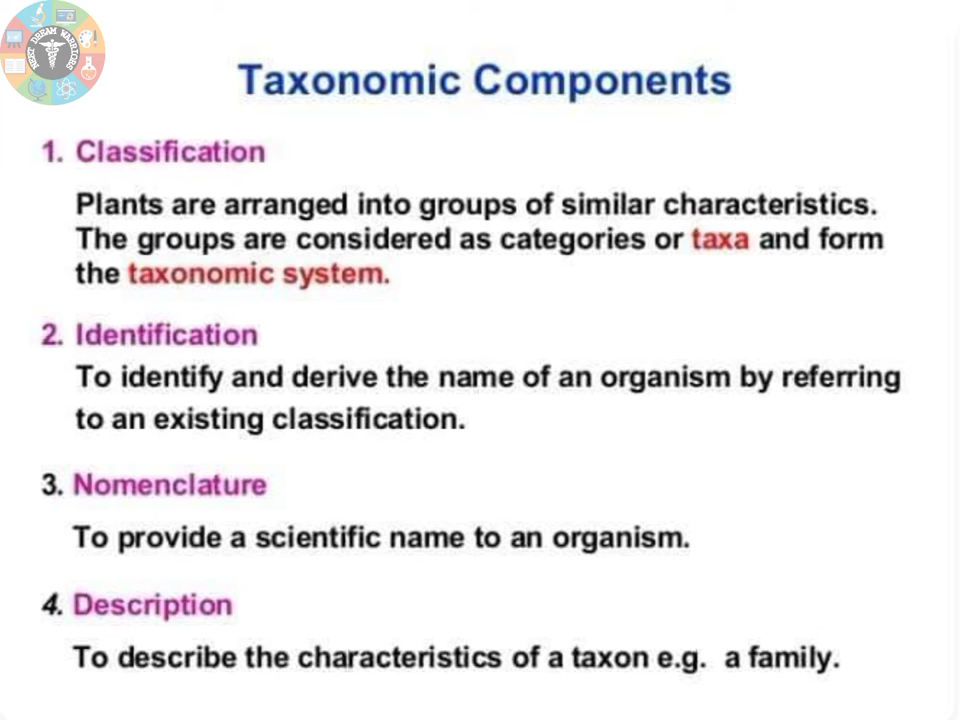 NEET DREAM WARRIORS
Taxonomic Components
1. Classification
Plants are arranged into groups of similar characteristics.
The groups are considered as categories or taxa and form
the taxonomic system.
2. Identification
To identify and derive the name of an organism by referring
to an existing classification.
3. Nomenclature
To provide a scientific name to an organism.
4. Description
To describe the characteristics of a taxon e.g. a family.